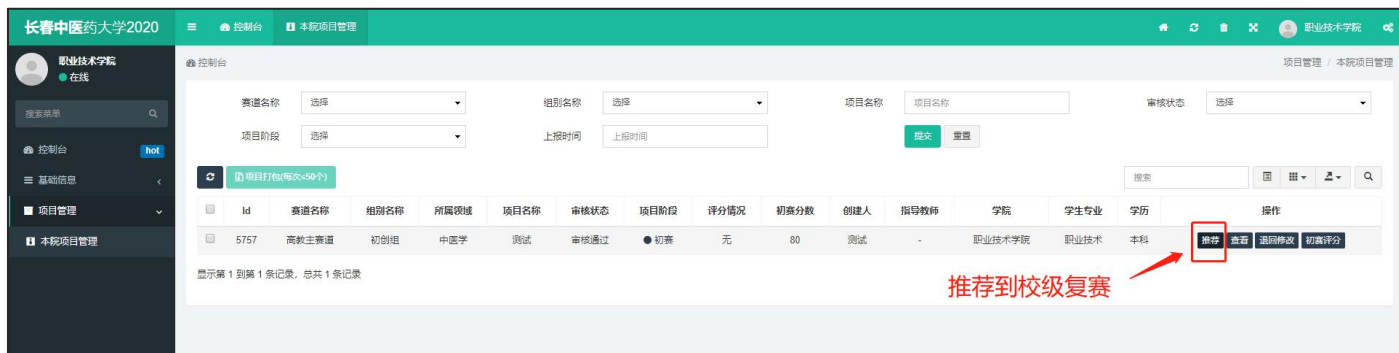 长春中医药大学2020 控制台 本院项目管理 职业技术学院
职业技术学院
在线
控制台 项目管理 / 本院项目管理
搜索菜单
控制台 hot
基础信息
项目管理
本院项目管理
赛道名称 选择 组别名称 选择 项目名称 项目名称 审核状态 选择
项目阶段 选择 上报时间 上报时间 提交 重置
项目打包(每次≤50个) 搜索
Id 赛道名称 组别名称 所属领域 项目名称 审核状态 项目阶段 评分情况 初赛分数 创建人 指导教师 学院 学生专业 学历 操作
5757 高教主赛道 初创组 中医学 测试 审核通过 初赛 无 80 测试 - 职业技术学院 职业技术 本科 推荐 查看 退回修改 初赛评分
显示第 1 到第 1 条记录，总共 1 条记录
推荐到校级复赛